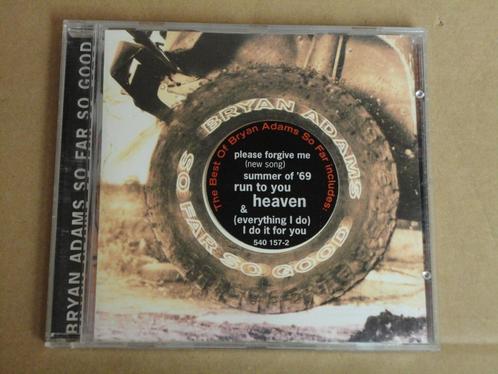 BRYAN ADAMS SO FAR SO GOOD
BRYAN ADAMS
SO FAR SO GOOD
The Best Of Bryan Adams So Far includes:
please forgive me
(new song)
summer of '69
run to you
heaven
&
(everything I do)
I do it for you
540 157-2